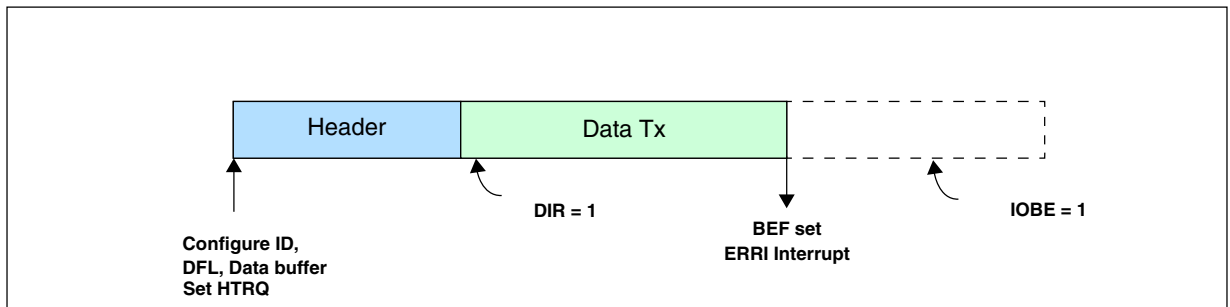 Header
Data Tx
DIR = 1
IOBE = 1
BEF set
ERRI Interrupt
Configure ID,
DFL, Data buffer
Set HTRQ